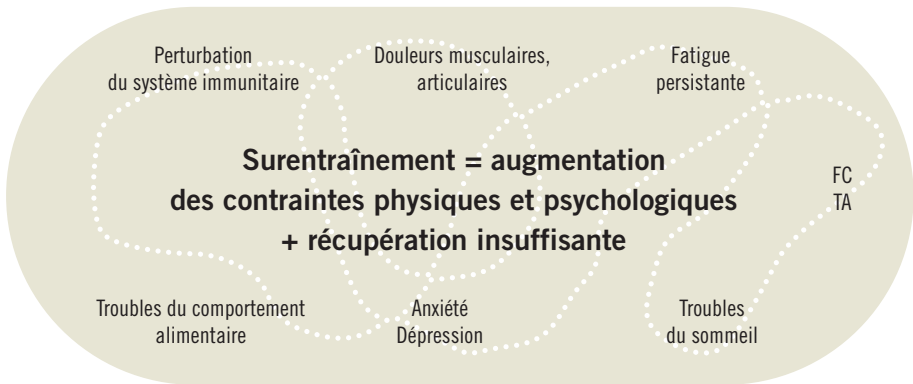 Perturbation
du système immunitaire
Douleurs musculaires,
articulaires
Fatigue
persistante
Surentraînement = augmentation
des contraintes physiques et psychologiques
+ récupération insuffisante
FC
TA
Troubles du comportement
alimentaire
Anxiété
Dépression
Troubles
du sommeil